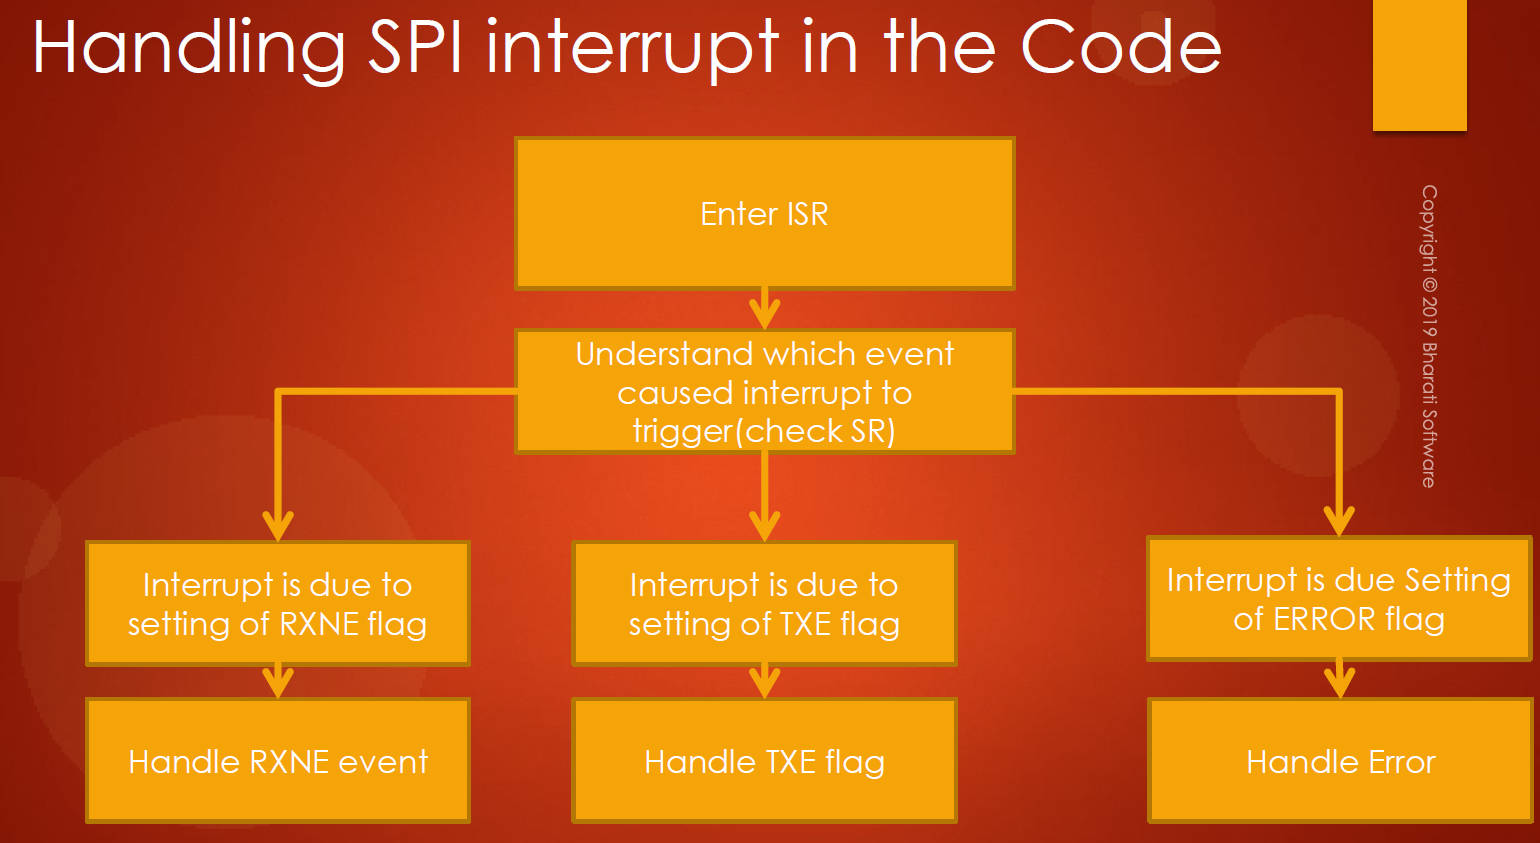 Handling SPI interrupt in the Code
Enter ISR
Understand which event
caused interrupt to
trigger(check SR)
Interrupt is due to
setting of RXNE flag
Interrupt is due to
setting of TXE flag
Interrupt is due Setting
of ERROR flag
Handle RXNE event
Handle TXE flag
Handle Error
Copyright © 2019 Bharati Software